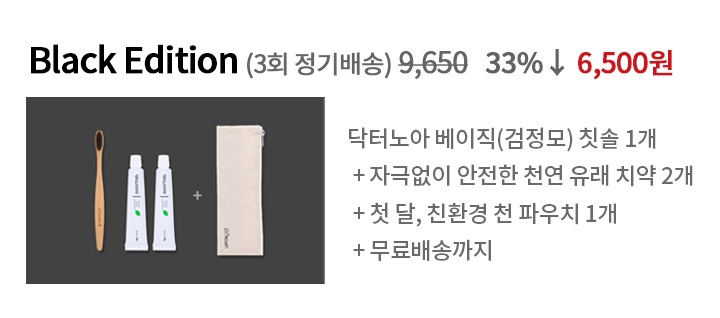 Black Edition (3회 정기배송) 9,650 33%↓ 6,500원
닥터노아 베이직(검정모) 칫솔 1개
+ 자극없이 안전한 천연 유래 치약 2개
+ 첫 달, 친환경 천 파우치 1개
+ 무료배송까지
+